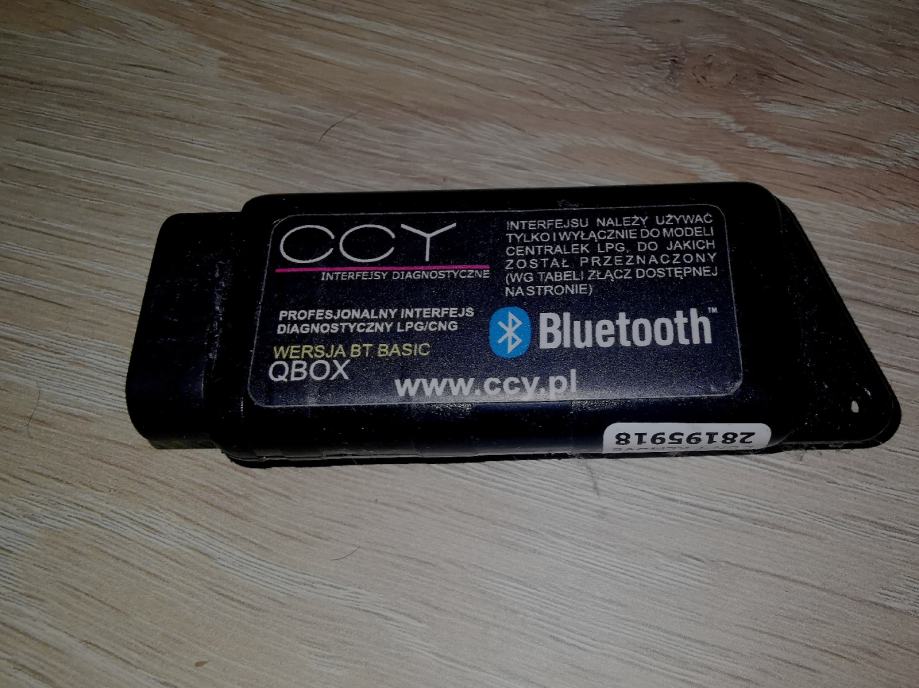 CCY
INTERFEJSY DIAGNOSTYCZNE
INTERFEJSU NALEŻY UŻYWAĆ
TYLKO I WYŁĄCZNIE DO MODELI
CENTRALEK LPG, DO JAKICH
ZOSTAŁ PRZEZNACZONY
(WG TABELI ZŁĄCZ DOSTĘPNEJ
NA STRONIE)
PROFESJONALNY INTERFEJS
DIAGNOSTYCZNY LPG/CNG
WERSJA BT BASIC
QBOX
Bluetooth™
www.ccy.pl
28195918